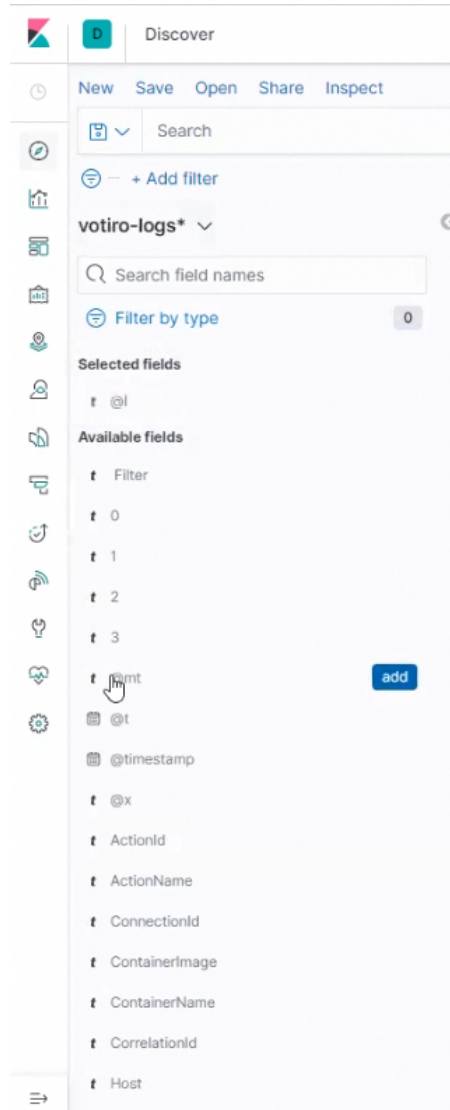 D Discover
New Save Open Share Inspect
Search
+ Add filter
votiro-logs*
Search field names
Filter by type 0
Selected fields
t @l
Available fields
t Filter
t 0
t 1
t 2
t 3
t @mt add
@t
@timestamp
t @x
t ActionId
t ActionName
t ConnectionId
t ContainerImage
t ContainerName
t CorrelationId
t Host